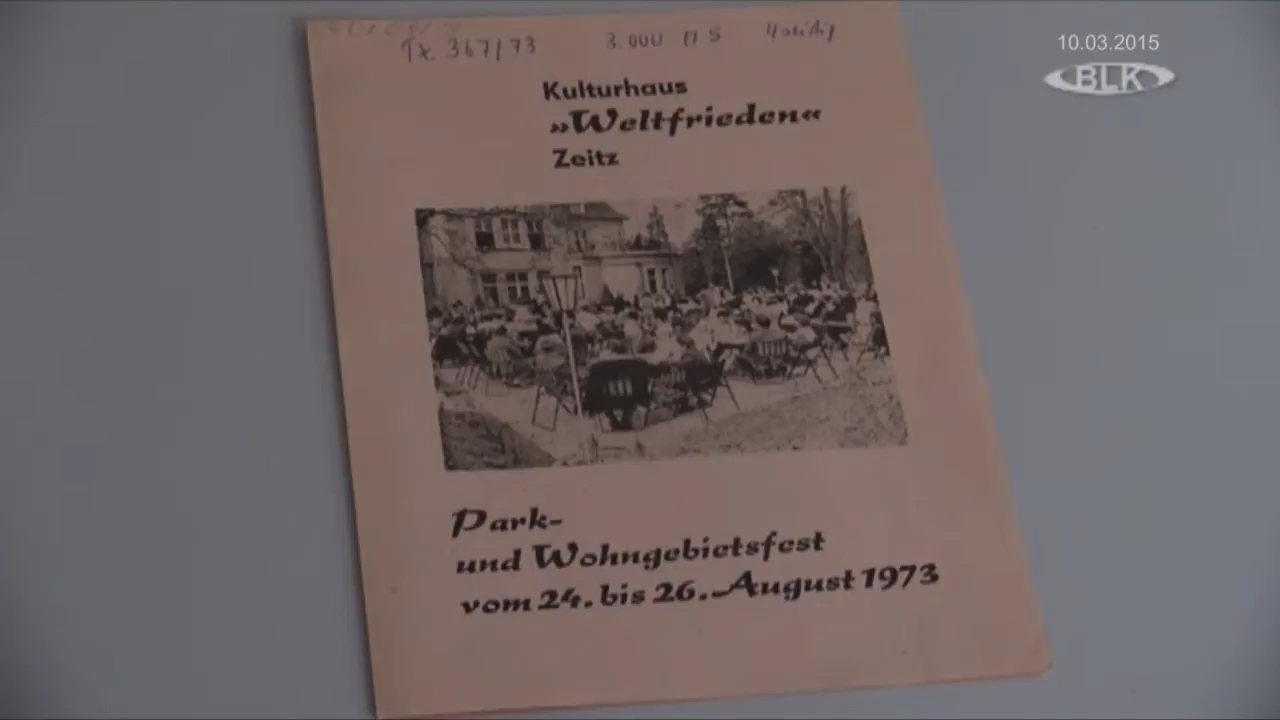 Tx. 367/73 3.000 MS
10.03.2015
BLK
Kulturhaus
»Weltfrieden«
Zeitz
Park-
und Wohngebietsfest
vom 24. bis 26. August 1973